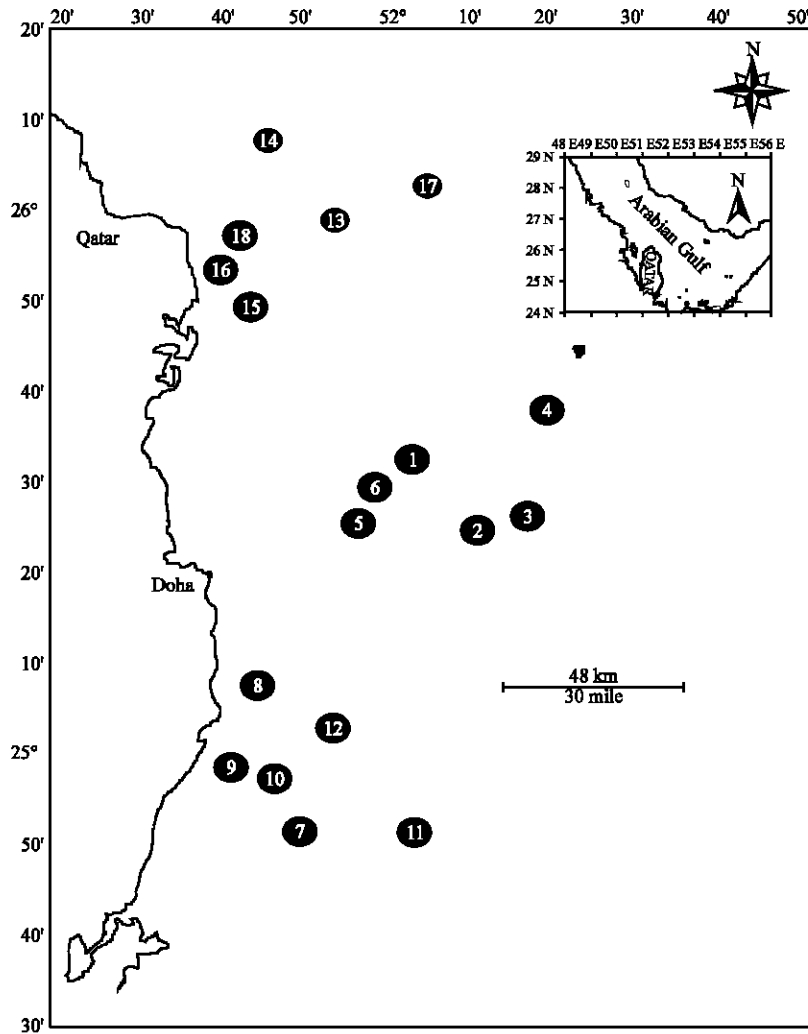 20' 30' 40' 50' 52° 10' 20' 30' 40' 50'
20'
N
10'
14
48 E49 E50 E51 E52 E53 E54 E55 E56 E
29 N
28 N
27 N
26 N
25 N
24 N
N
Arabian Gulf
QATAR
17
26°
13
Qatar
18
16
50'
15
40'
4
1
30'
6
5
2
3
20'
Doha
10'
8
48 km
30 mile
12
25°
9
10
50'
7
11
40'
30'